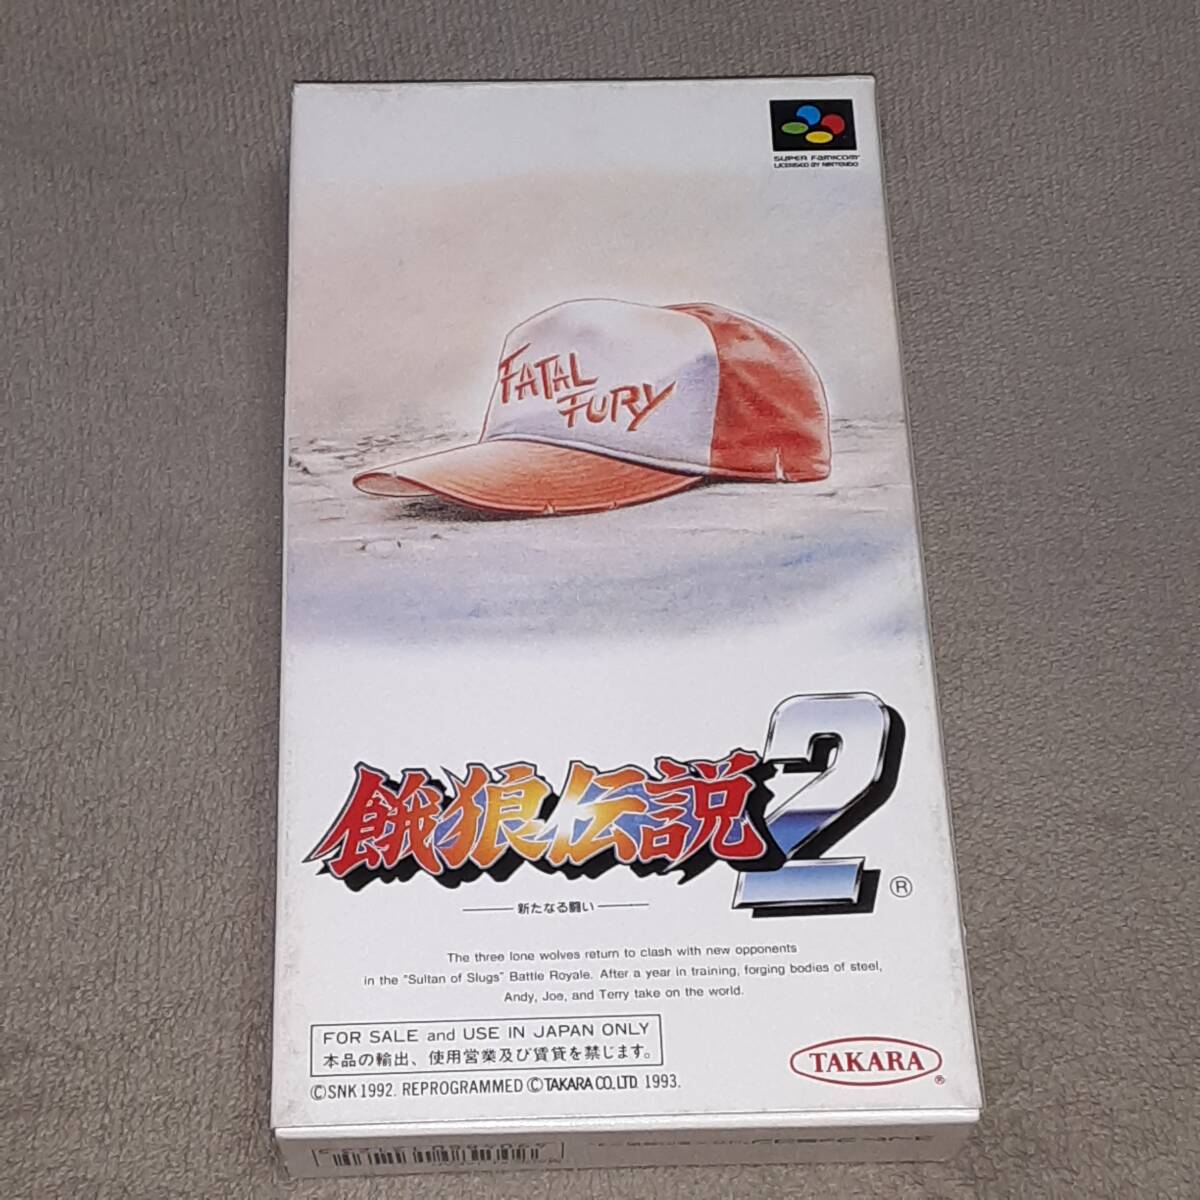 SUPER FAMICOM
LICENSED BY NINTENDO
FATAL
FURY
餓狼伝説2
®
新たなる闘い
The three lone wolves return to clash with new opponents
in the "Sultan of Slugs" Battle Royale. After a year in training, forging bodies of steel,
Andy, Joe, and Terry take on the world.
FOR SALE and USE IN JAPAN ONLY
本品の輸出、使用営業及び賃貸を禁じます。
©SNK 1992. REPROGRAMMED ©TAKARA CO.,LTD. 1993.
TAKARA®